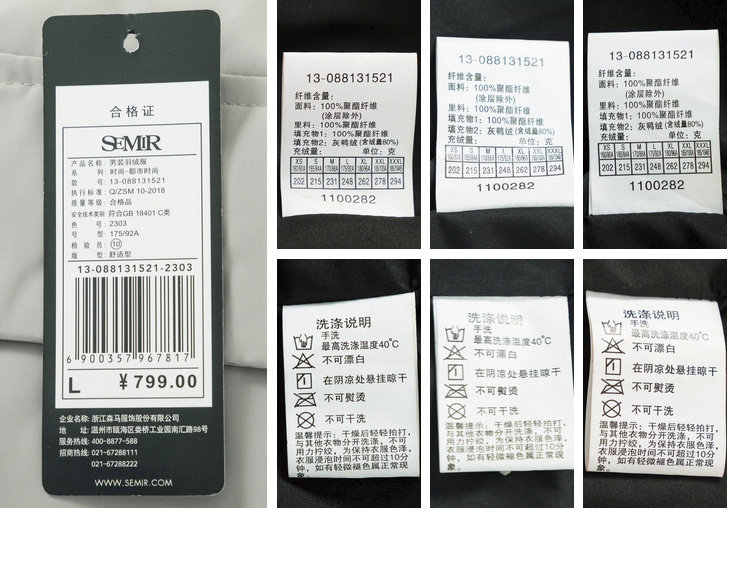 合格证
SEMIR
产品名称: 男装羽绒服
系 列: 时尚-都市时尚
款 号: 13-088131521
执行标准: Q/ZSM 10-2018
质量等级: 合格品
安全技术类别: 符合GB 18401 C类
色 号: 2303
号 型: 175/92A
检 验 员: ⑩
版 型: 舒适型
13-088131521-2303
6 900357 967817
L ￥799.00
企业名称: 浙江森马服饰股份有限公司
地 址: 温州市瓯海区娄桥工业园南汇路98号
服务热线: 400-8877-588
招商热线: 021-67288111
021-67288222
WWW.SEMIR.COM
13-088131521
纤维含量:
面料: 100%聚酯纤维
(涂层除外)
里料: 100%聚酯纤维
填充物1: 100%聚酯纤维
填充物2: 灰鸭绒(含绒量80%)
充绒量: 单位: 克
XS S M L XL XXL XXXL
202 215 231 248 262 278 294
1100282
13-088131521
纤维含量:
面料: 100%聚酯纤维
(涂层除外)
里料: 100%聚酯纤维
填充物1: 100%聚酯纤维
填充物2: 灰鸭绒(含绒量80%)
充绒量: 单位: 克
XS S M L XL XXL XXXL
202 215 231 248 262 278 294
1100282
13-088131521
纤维含量:
面料: 100%聚酯纤维
(涂层除外)
里料: 100%聚酯纤维
填充物1: 100%聚酯纤维
填充物2: 灰鸭绒(含绒量80%)
充绒量: 单位: 克
XS S M L XL XXL XXXL
202 215 231 248 262 278 294
1100282
洗涤说明
手洗
最高洗涤温度40°C
不可漂白
在阴凉处悬挂晾干
不可熨烫
不可干洗
温馨提示: 干燥后轻轻拍打,
与其他衣物分开洗涤, 不可
用力拧绞, 为保持衣服色泽,
衣服浸泡时间不可超过10分
钟, 如有轻微褪色属正常现
象。
洗涤说明
手洗
最高洗涤温度40°C
不可漂白
在阴凉处悬挂晾干
不可熨烫
不可干洗
温馨提示: 干燥后轻轻拍打,
与其他衣物分开洗涤, 不可
用力拧绞, 为保持衣服色泽,
衣服浸泡时间不可超过10分
钟, 如有轻微褪色属正常现
象。
洗涤说明
手洗
最高洗涤温度40°C
不可漂白
在阴凉处悬挂晾干
不可熨烫
不可干洗
温馨提示: 干燥后轻轻拍打,
与其他衣物分开洗涤, 不可
用力拧绞, 为保持衣服色泽,
衣服浸泡时间不可超过10分
钟, 如有轻微褪色属正常现
象。